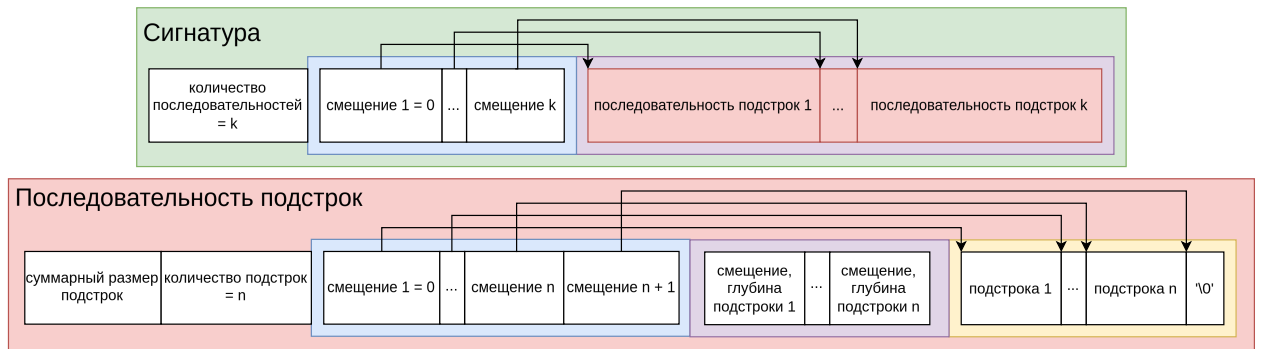 Сигнатура
количество
последовательностей
= k
смещение 1 = 0
...
смещение k
последовательность подстрок 1
...
последовательность подстрок k
Последовательность подстрок
суммарный размер
подстрок
количество подстрок
= n
смещение 1 = 0
...
смещение n
смещение n + 1
смещение,
глубина
подстроки 1
...
смещение,
глубина
подстроки n
подстрока 1
...
подстрока n
'\0'